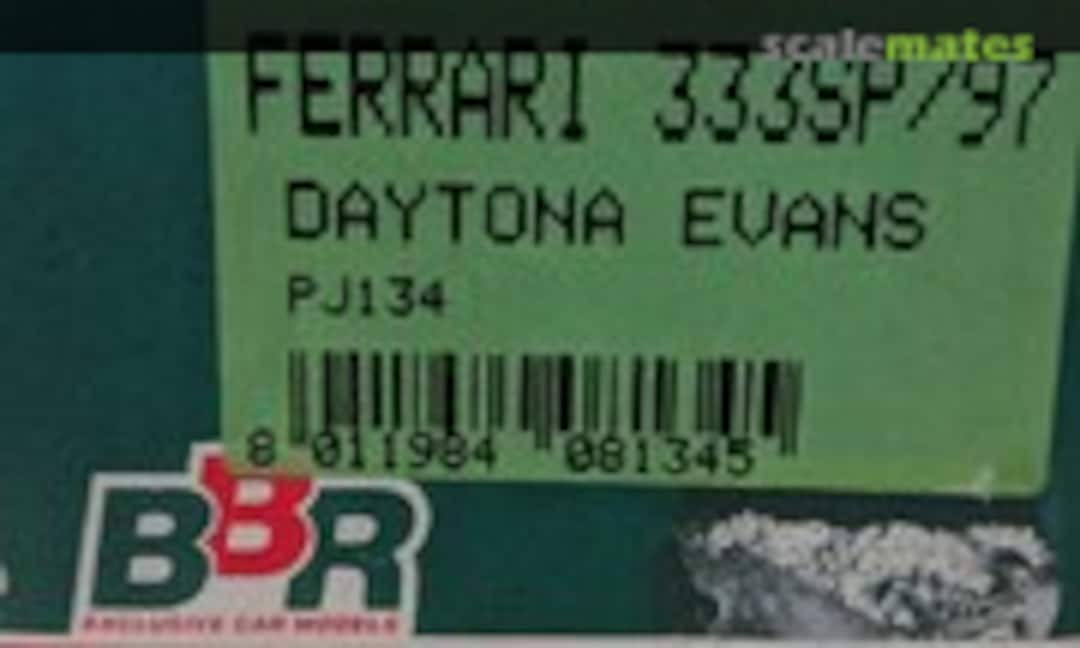 scalemates
FERRARI 333SP/97
DAYTONA EVANS
PJ134
8 011984 081345
BBR
EXCLUSIVE CAR MODELS